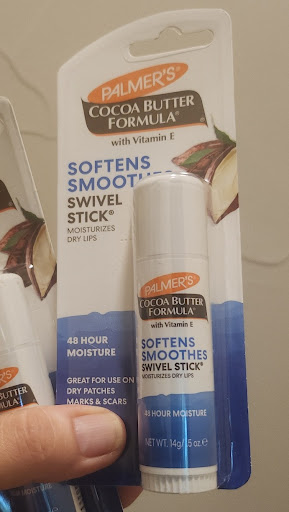 PALMER'S®
COCOA BUTTER
FORMULA®
with Vitamin E
SOFTENS
SMOOTHES
SWIVEL
STICK®
MOISTURIZES
DRY LIPS
48 HOUR
MOISTURE
GREAT FOR USE ON
DRY PATCHES
MARKS & SCARS
PALMER'S
COCOA BUTTER
FORMULA®
with Vitamin E
SOFTENS
SMOOTHES
SWIVEL STICK®
MOISTURIZES DRY LIPS
48 HOUR MOISTURE
NET WT. 14g/.5 oz. e